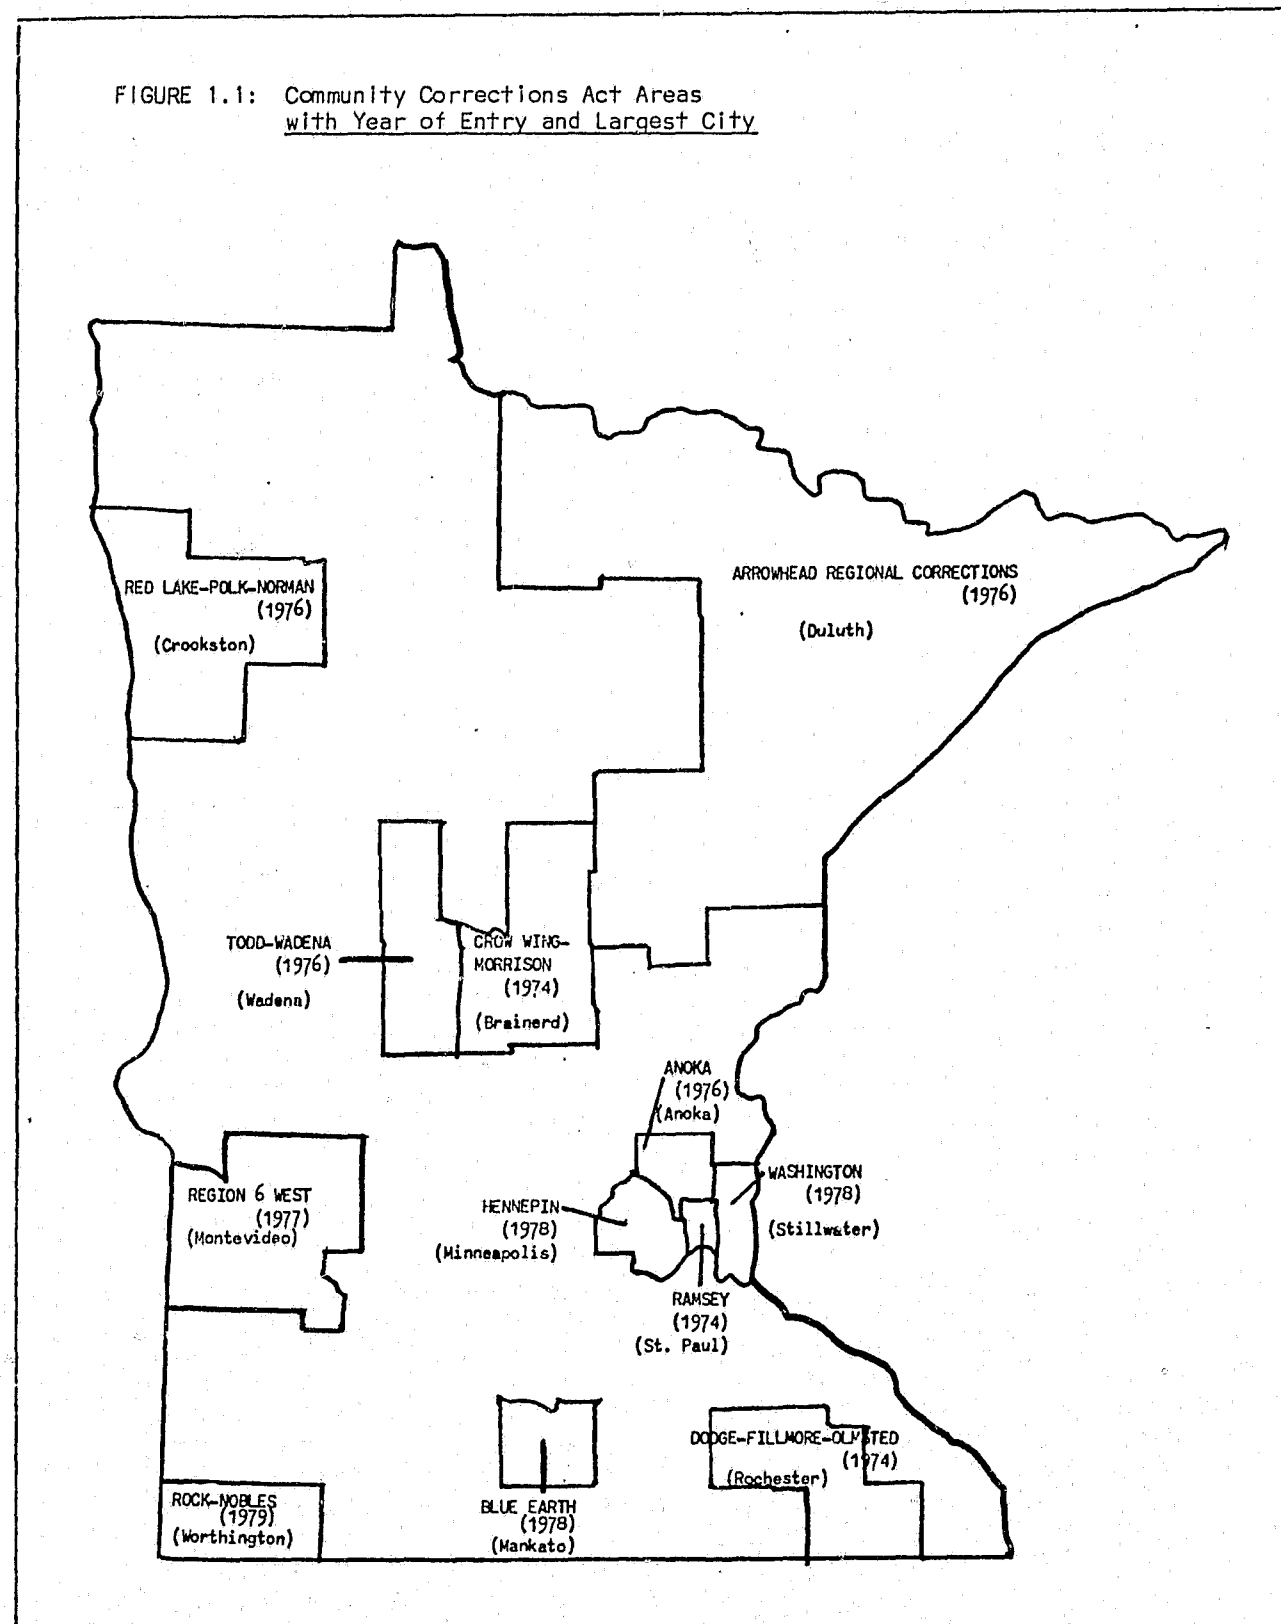 FIGURE 1.1: Community Corrections Act Areas
with Year of Entry and Largest City
ARROWHEAD REGIONAL CORRECTIONS
(1976)
(Duluth)
RED LAKE-POLK-NORMAN
(1976)
(Crookston)
TODD-WADENA
(1976)
(Wadena)
CROW WING-
MORRISON
(1974)
(Brainerd)
ANOKA
(1976)
(Anoka)
WASHINGTON
(1978)
(Stillwater)
REGION 6 WEST
(1977)
(Montevideo)
HENNEPIN
(1978)
(Minneapolis)
RAMSEY
(1974)
(St. Paul)
DODGE-FILLMORE-OLMSTED
(1974)
(Rochester)
ROCK-NOBLES
(1979)
(Worthington)
BLUE EARTH
(1978)
(Mankato)